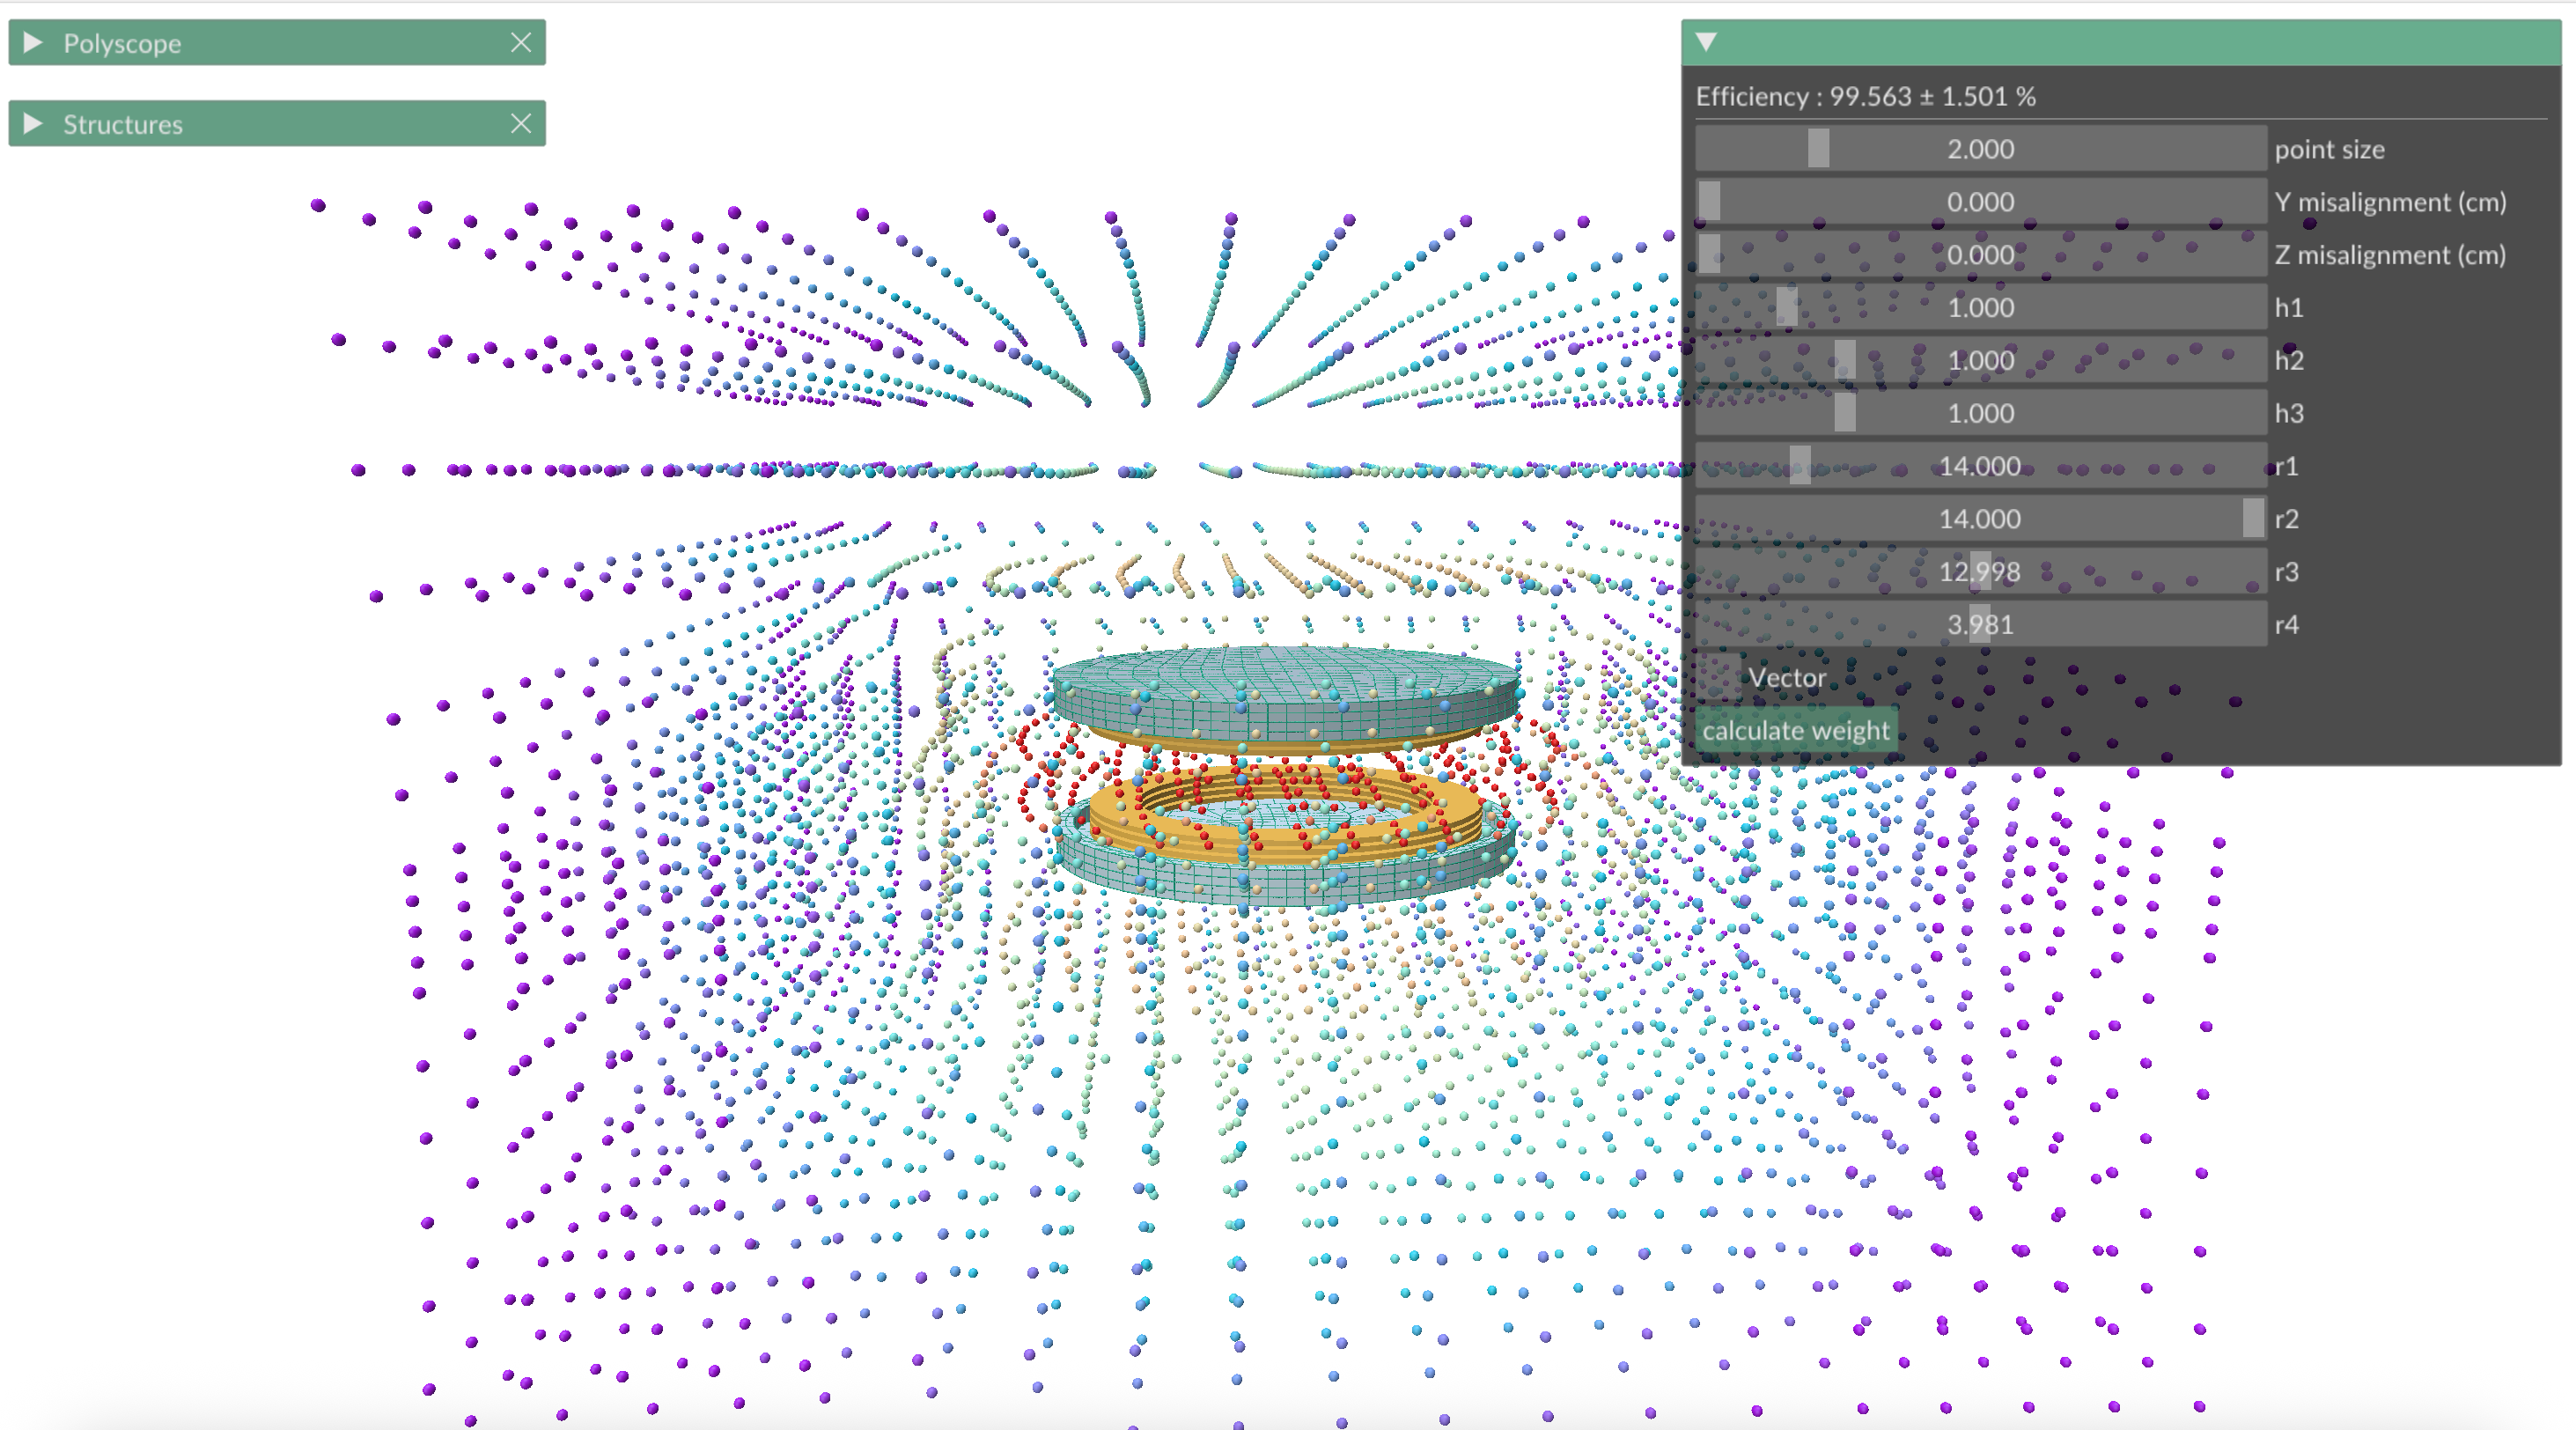 Polyscope
Structures
Efficiency : 99.563 ± 1.501 %
2.000 point size
0.000 Y misalignment (cm)
0.000 Z misalignment (cm)
1.000 h1
1.000 h2
1.000 h3
14.000 r1
14.000 r2
12.998 r3
3.981 r4
Vector
calculate weight